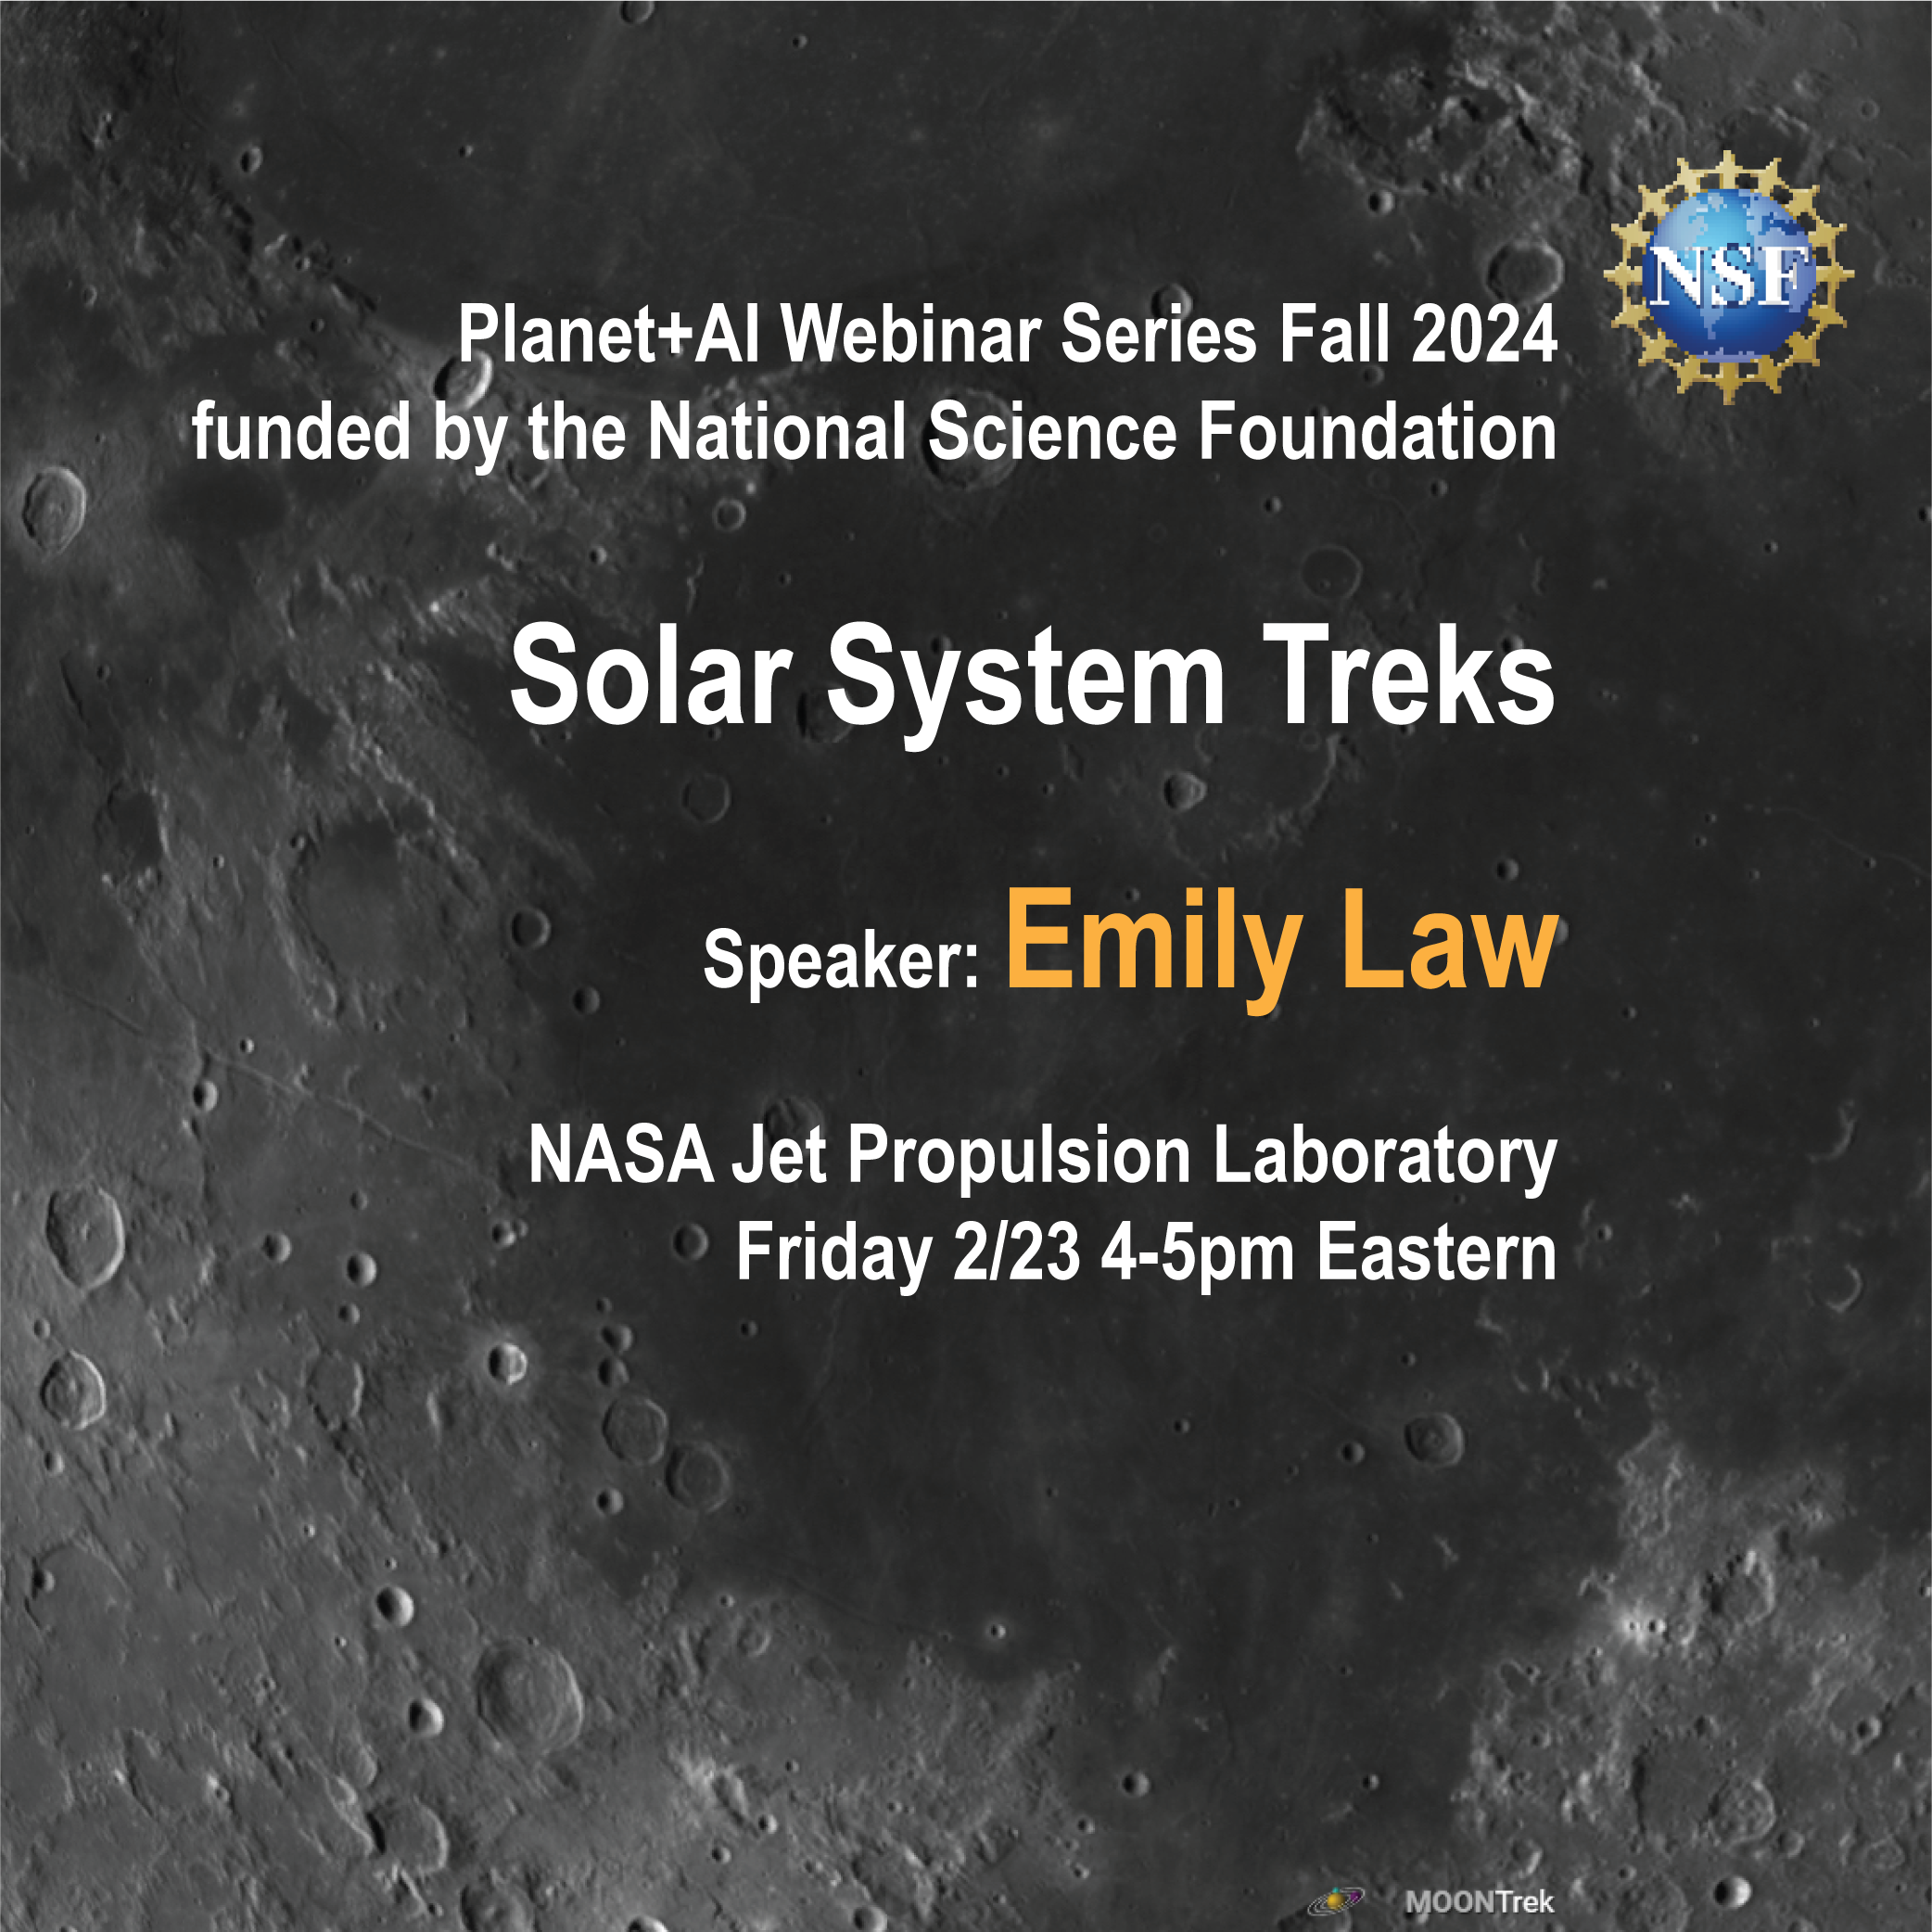 NSF
Planet+AI Webinar Series Fall 2024
funded by the National Science Foundation
Solar System Treks
Speaker: Emily Law
NASA Jet Propulsion Laboratory
Friday 2/23 4-5pm Eastern
MOONTrek